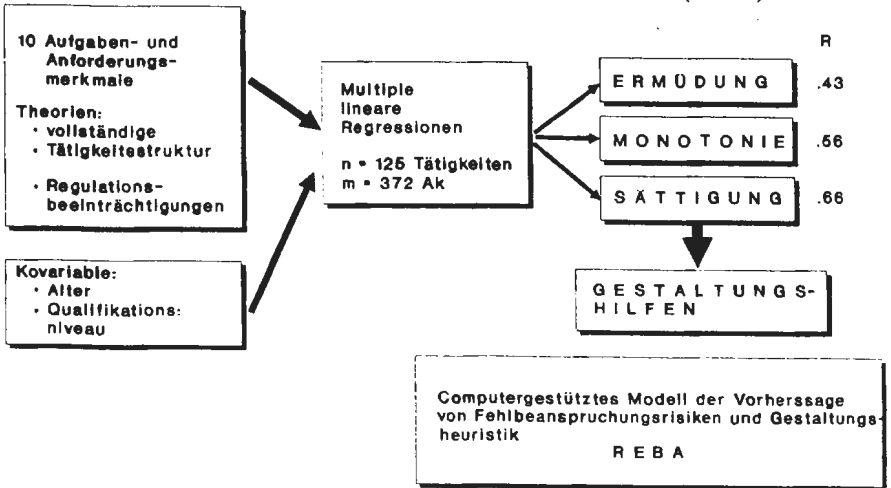 10 Aufgaben- und
Anforderungs-
merkmale
Theorien:
· vollständige
· Tätigkeitestruktur
· Regulations-
beeinträchtigungen
Kovariable:
· Alter
· Qualifikations:
niveau
Multiple
lineare
Regressionen
n = 125 Tätigkeiten
m = 372 Ak
R
ERMÜDUNG .43
MONOTONIE .56
SÄTTIGUNG .66
GESTALTUNGS-
HILFEN
Computergestütztes Modell der Vorherssage
von Fehlbeanspruchungsrisiken und Gestaltungs-
heuristik
REBA